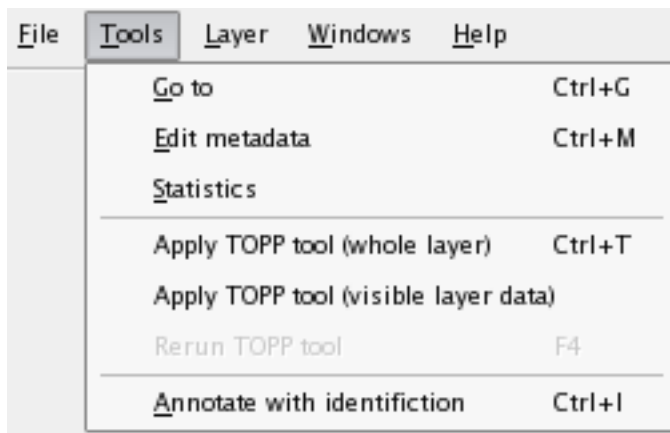 File Tools Layer Windows Help
Go to Ctrl+G
Edit metadata Ctrl+M
Statistics
Apply TOPP tool (whole layer) Ctrl+T
Apply TOPP tool (visible layer data)
Rerun TOPP tool F4
Annotate with identifiction Ctrl+I